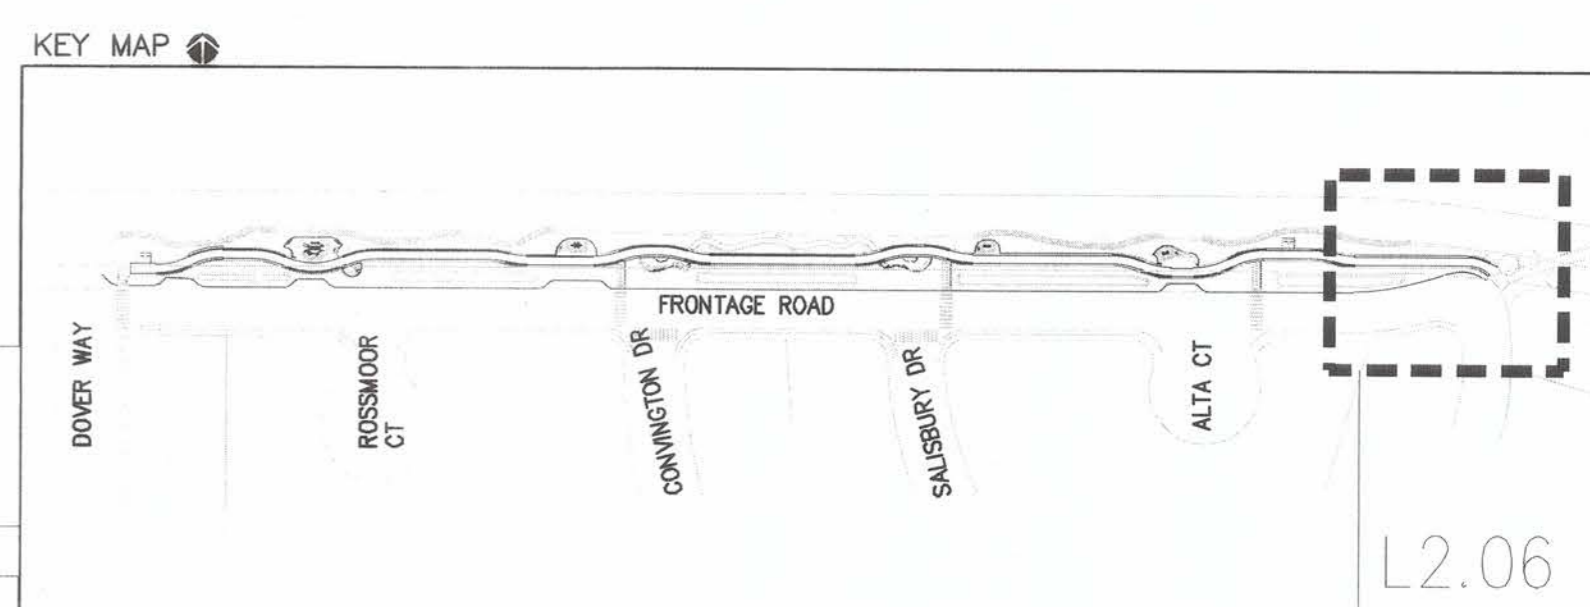 KEY MAP
FRONTAGE ROAD
DOVER WAY
ROSSMOOR
CT
CONVINGTON DR
SALISBURY DR
ALTA CT
L2.06